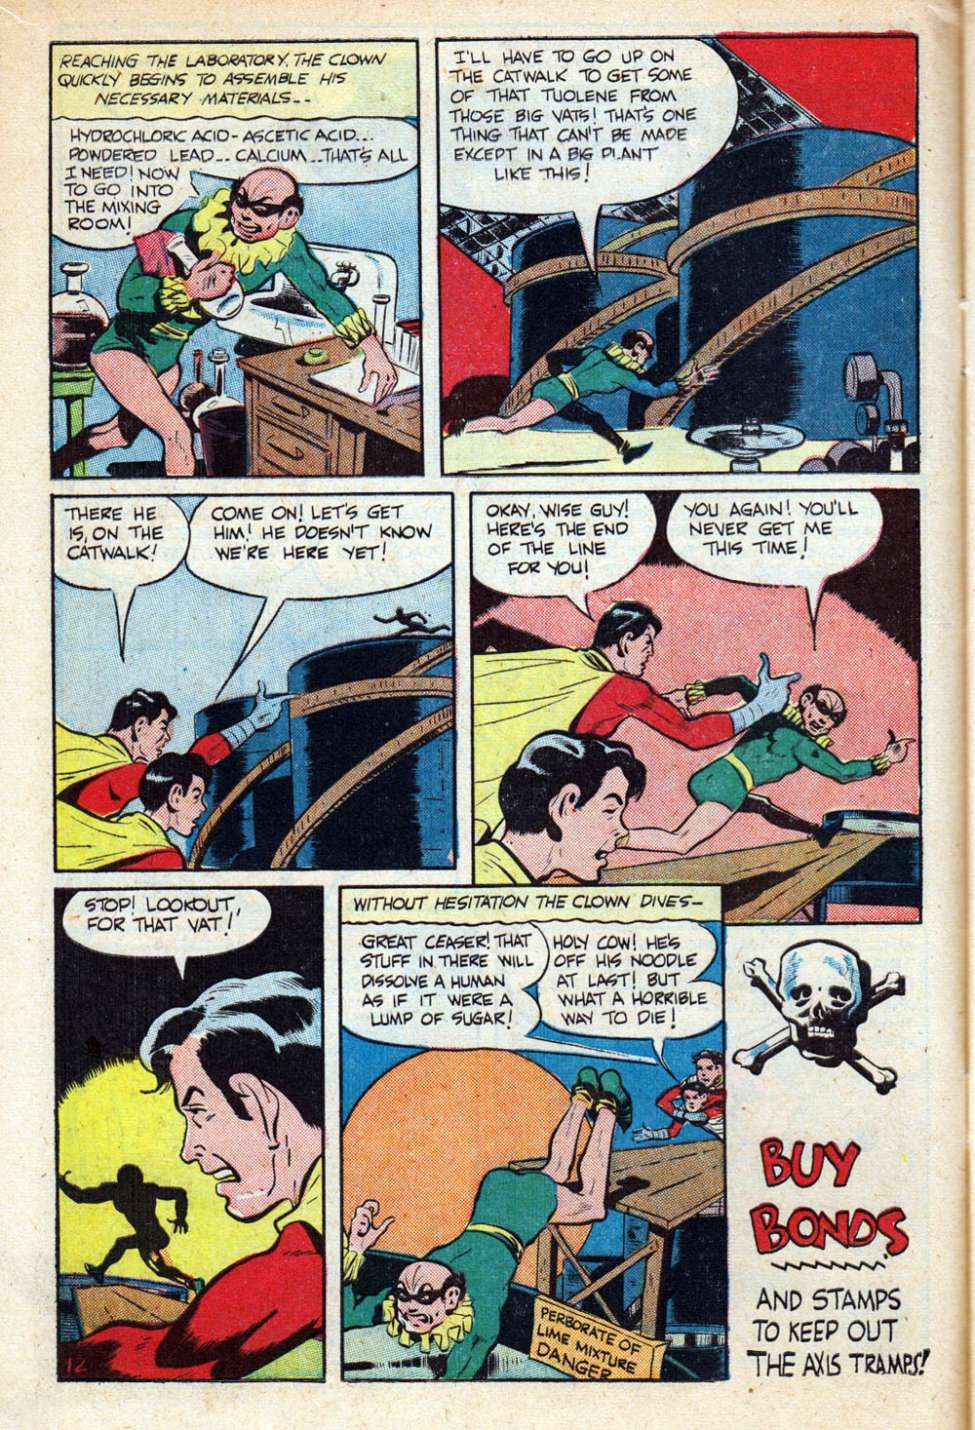 REACHING THE LABORATORY, THE CLOWN
QUICKLY BEGINS TO ASSEMBLE HIS
NECESSARY MATERIALS--
HYDROCHLORIC ACID - ASCETIC ACID...
POWDERED LEAD -- CALCIUM -- THAT'S ALL
I NEED! NOW
TO GO INTO
THE MIXING
ROOM!
I'LL HAVE TO GO UP ON
THE CATWALK TO GET SOME
OF THAT TUOLENE FROM
THOSE BIG VATS! THAT'S ONE
THING THAT CAN'T BE MADE
EXCEPT IN A BIG PLANT
LIKE THIS!
THERE HE
IS, ON THE
CATWALK!
COME ON! LET'S GET
HIM! HE DOESN'T KNOW
WE'RE HERE YET!
OKAY, WISE GUY!
HERE'S THE END
OF THE LINE
FOR YOU!
YOU AGAIN! YOU'LL
NEVER GET ME
THIS TIME!
STOP! LOOKOUT,
FOR THAT VAT!
12
WITHOUT HESITATION THE CLOWN DIVES--
GREAT CEASER! THAT
STUFF IN THERE WILL
DISSOLVE A HUMAN
AS IF IT WERE A
LUMP OF SUGAR!
HOLY COW! HE'S
OFF HIS NOODLE
AT LAST! BUT
WHAT A HORRIBLE
WAY TO DIE!
PERBORATE OF
LIME MIXTURE
DANGER
BUY
BONDS
AND STAMPS
TO KEEP OUT
THE AXIS TRAMPS!